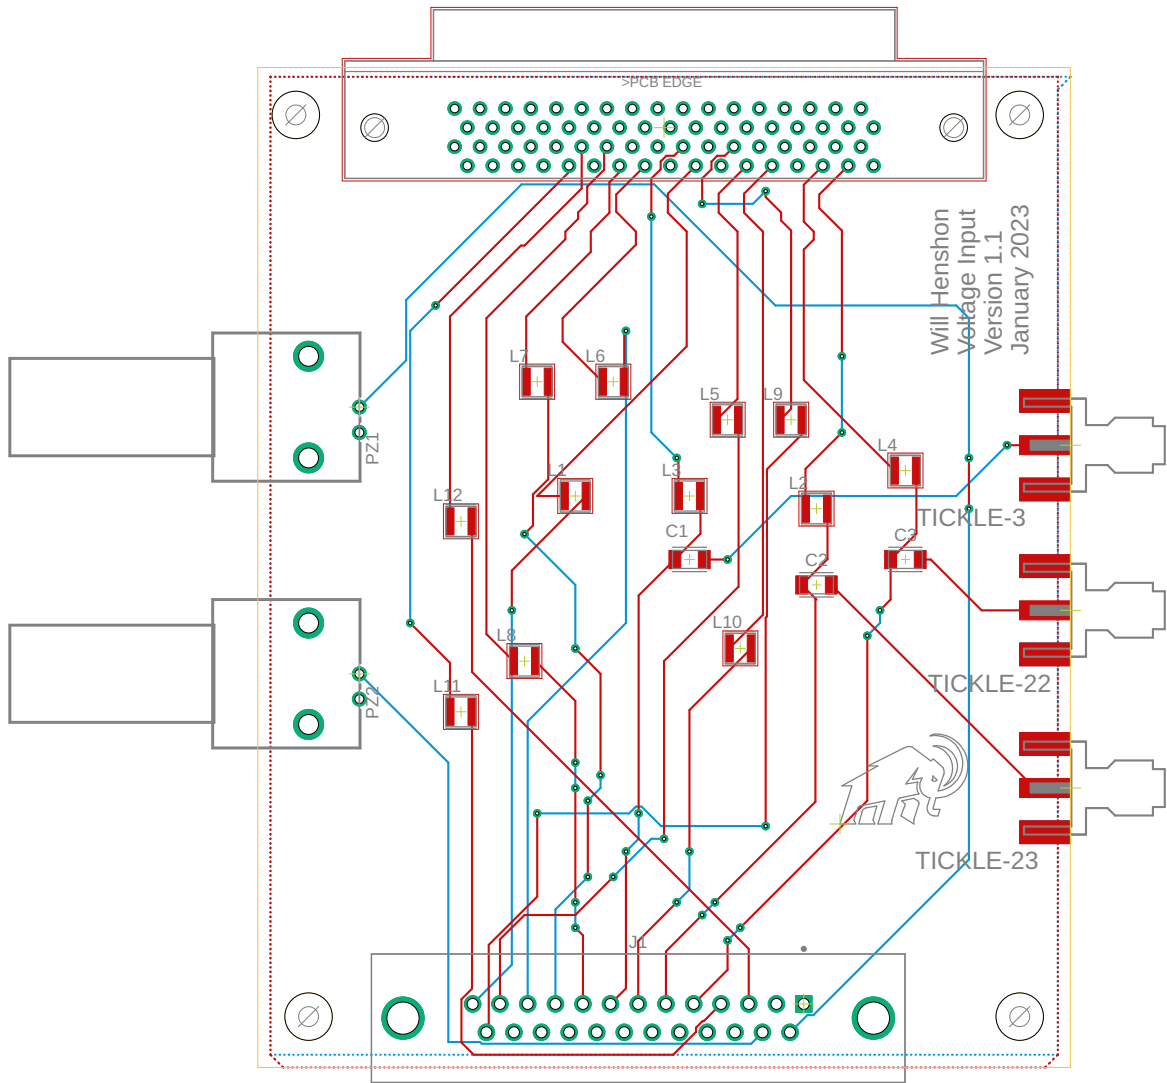 >PCB EDGE
Will Henshon
Voltage Input
Version 1.1
January 2023
L7
L6
L5
L9
PZ1
L4
L1
L3
L2
L12
TICKLE-3
C1
C3
C2
L10
L8
L11
PZ2
TICKLE-22
TICKLE-23
J1